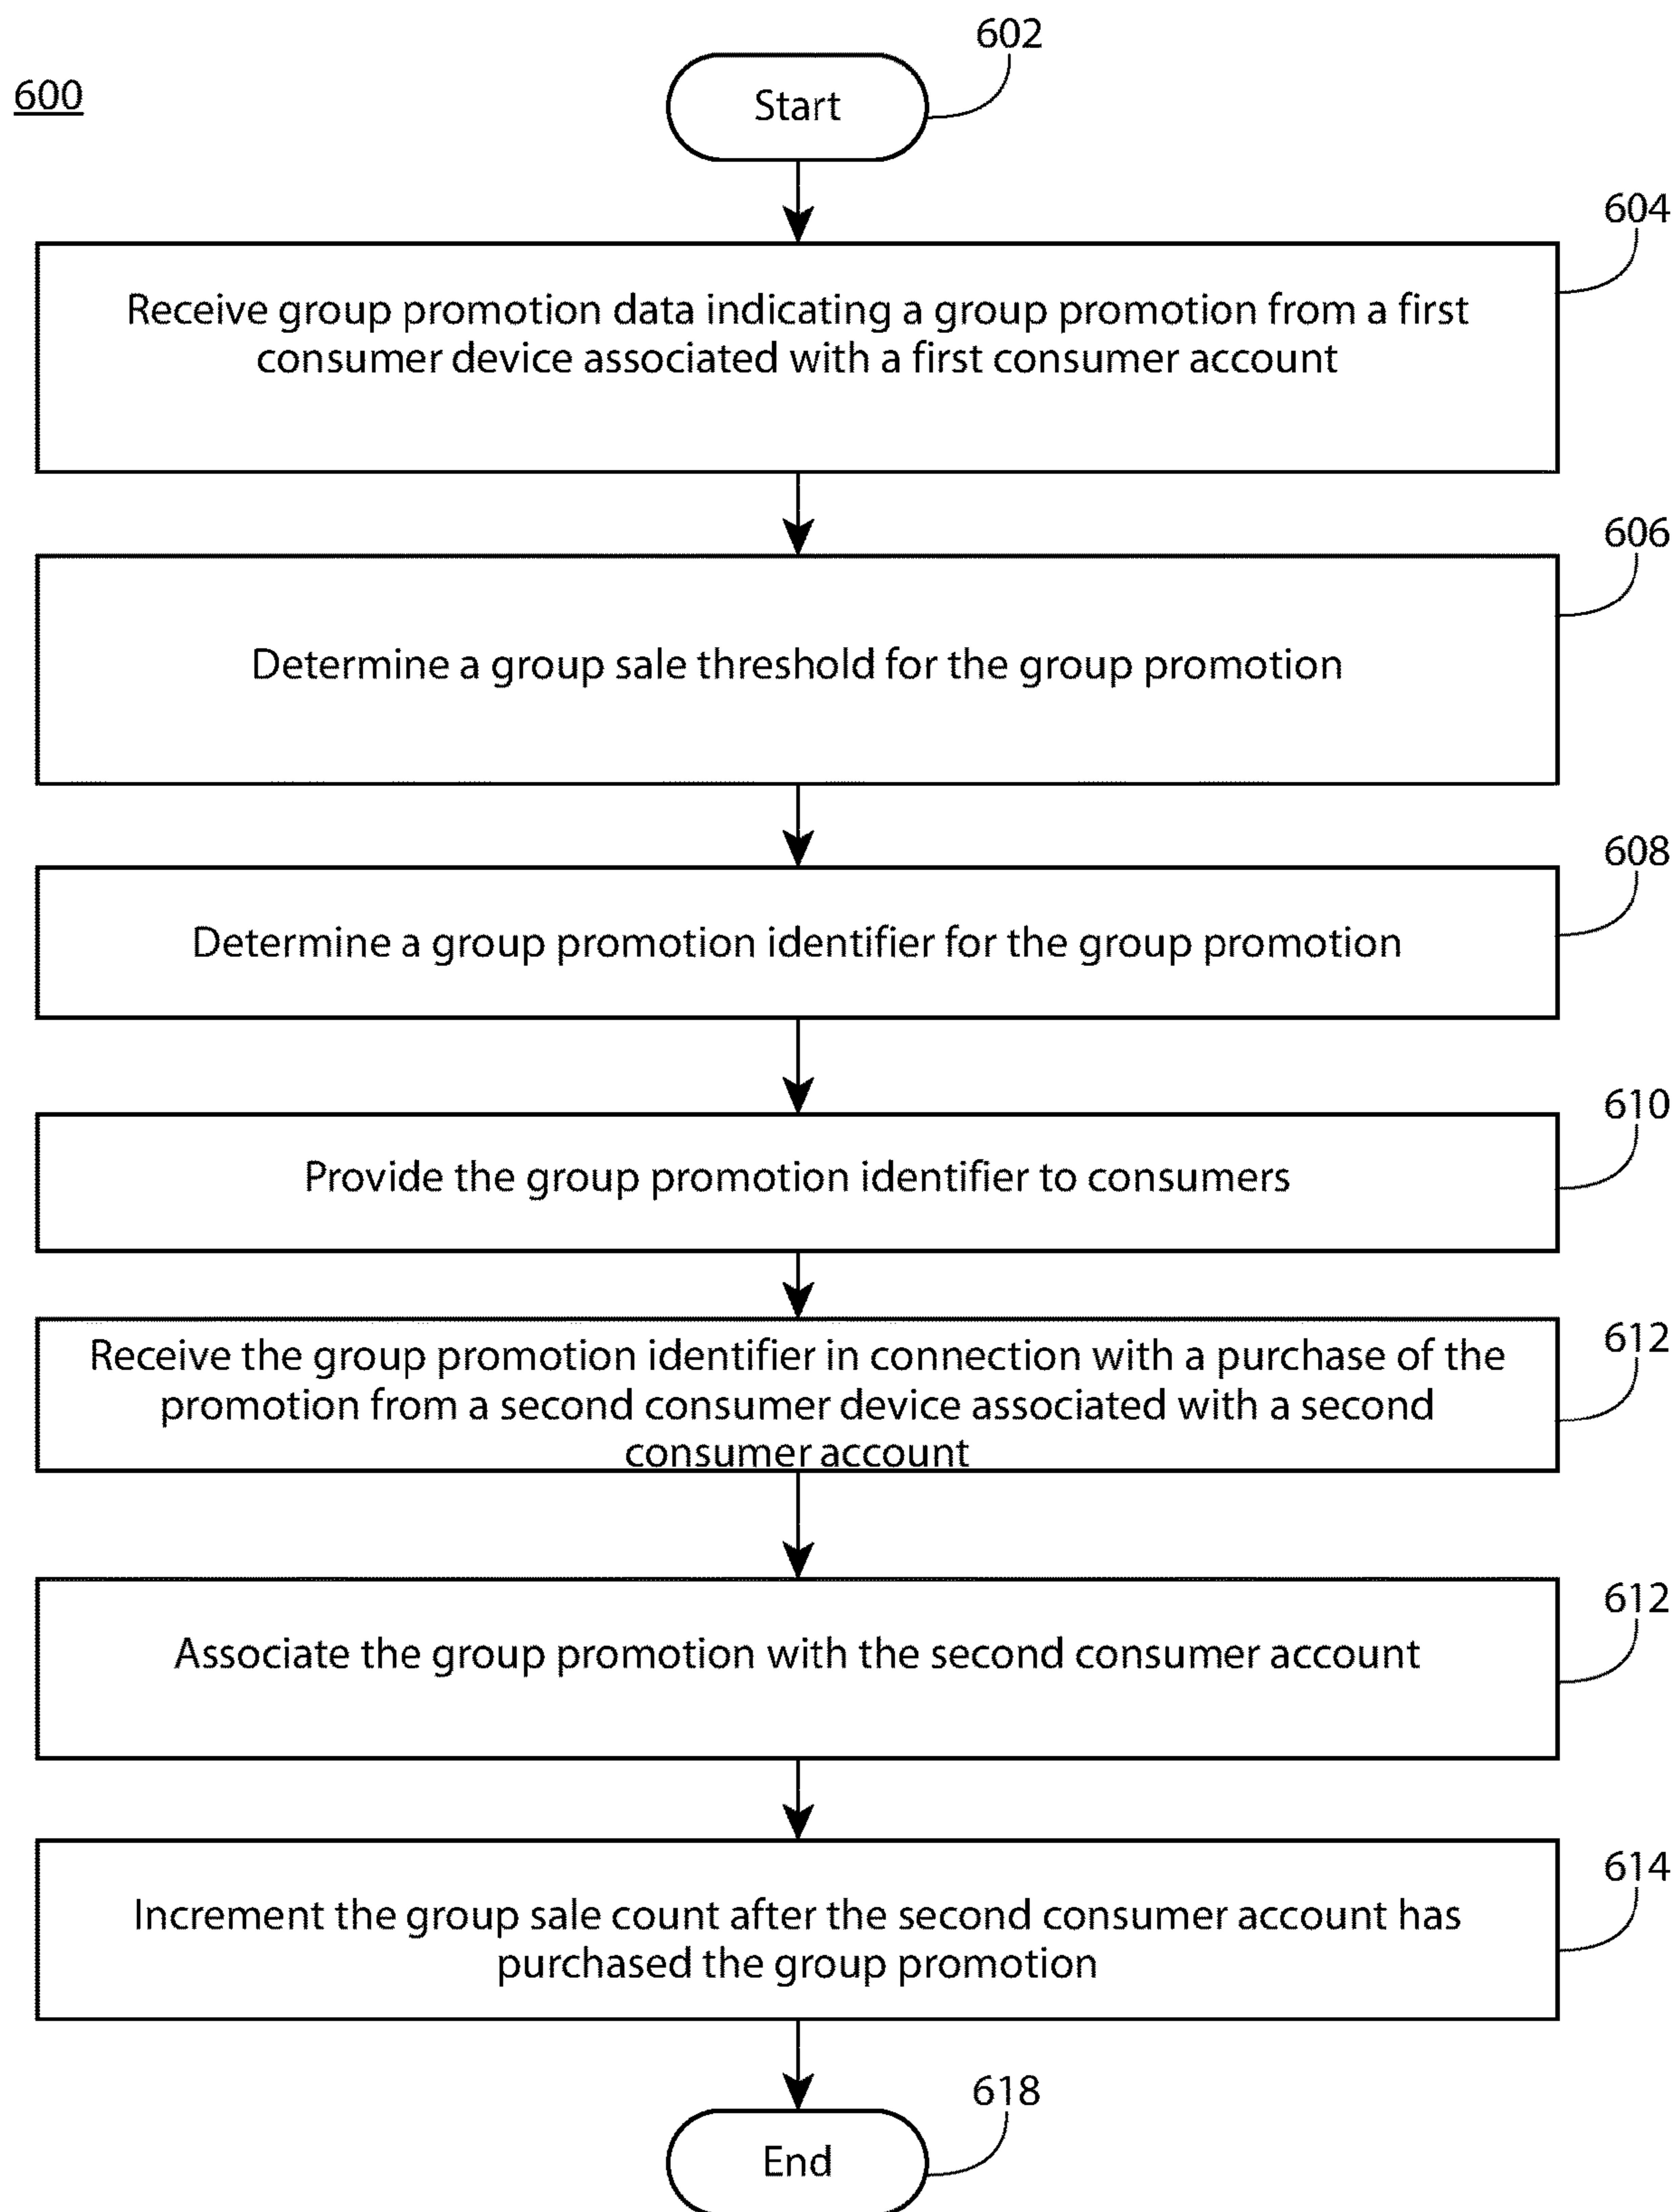 602
600
Start
604
Receive group promotion data indicating a group promotion from a first
consumer device associated with a first consumer account
606
Determine a group sale threshold for the group promotion
608
Determine a group promotion identifier for the group promotion
610
Provide the group promotion identifier to consumers
612
Receive the group promotion identifier in connection with a purchase of the
promotion from a second consumer device associated with a second
consumer account
612
Associate the group promotion with the second consumer account
614
Increment the group sale count after the second consumer account has
purchased the group promotion
618
End